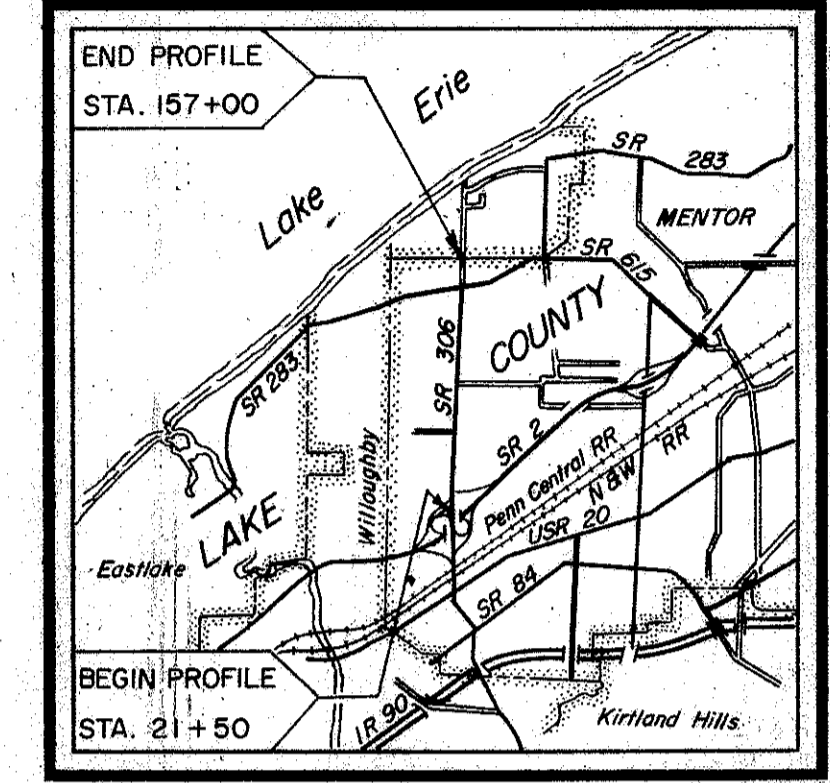 END PROFILE
STA. 157+00
Lake Erie
SR 283
MENTOR
SR 615
COUNTY
SR 306
SR 283
SR 2
Willoughby
Penn Central RR
N & W RR
USR 20
LAKE
Eastlake
SR 84
BEGIN PROFILE
STA. 21+50
IR 90
Kirtland Hills